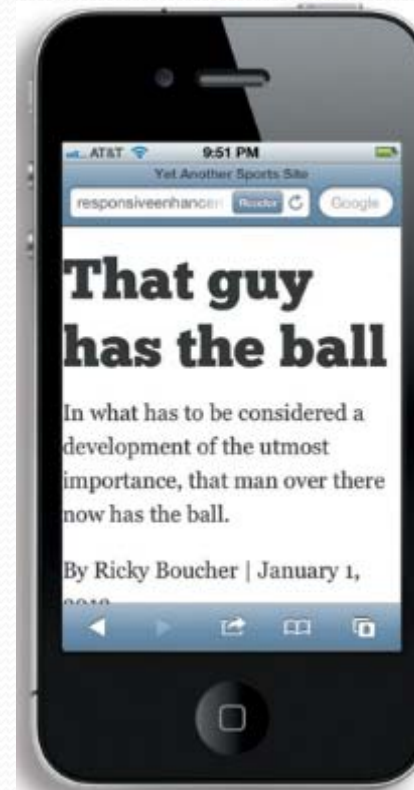 AT&T 9:51 PM
Yet Another Sports Site
responsiveenhancem Reader Google
That guy
has the ball
In what has to be considered a
development of the utmost
importance, that man over there
now has the ball.
By Ricky Boucher | January 1,